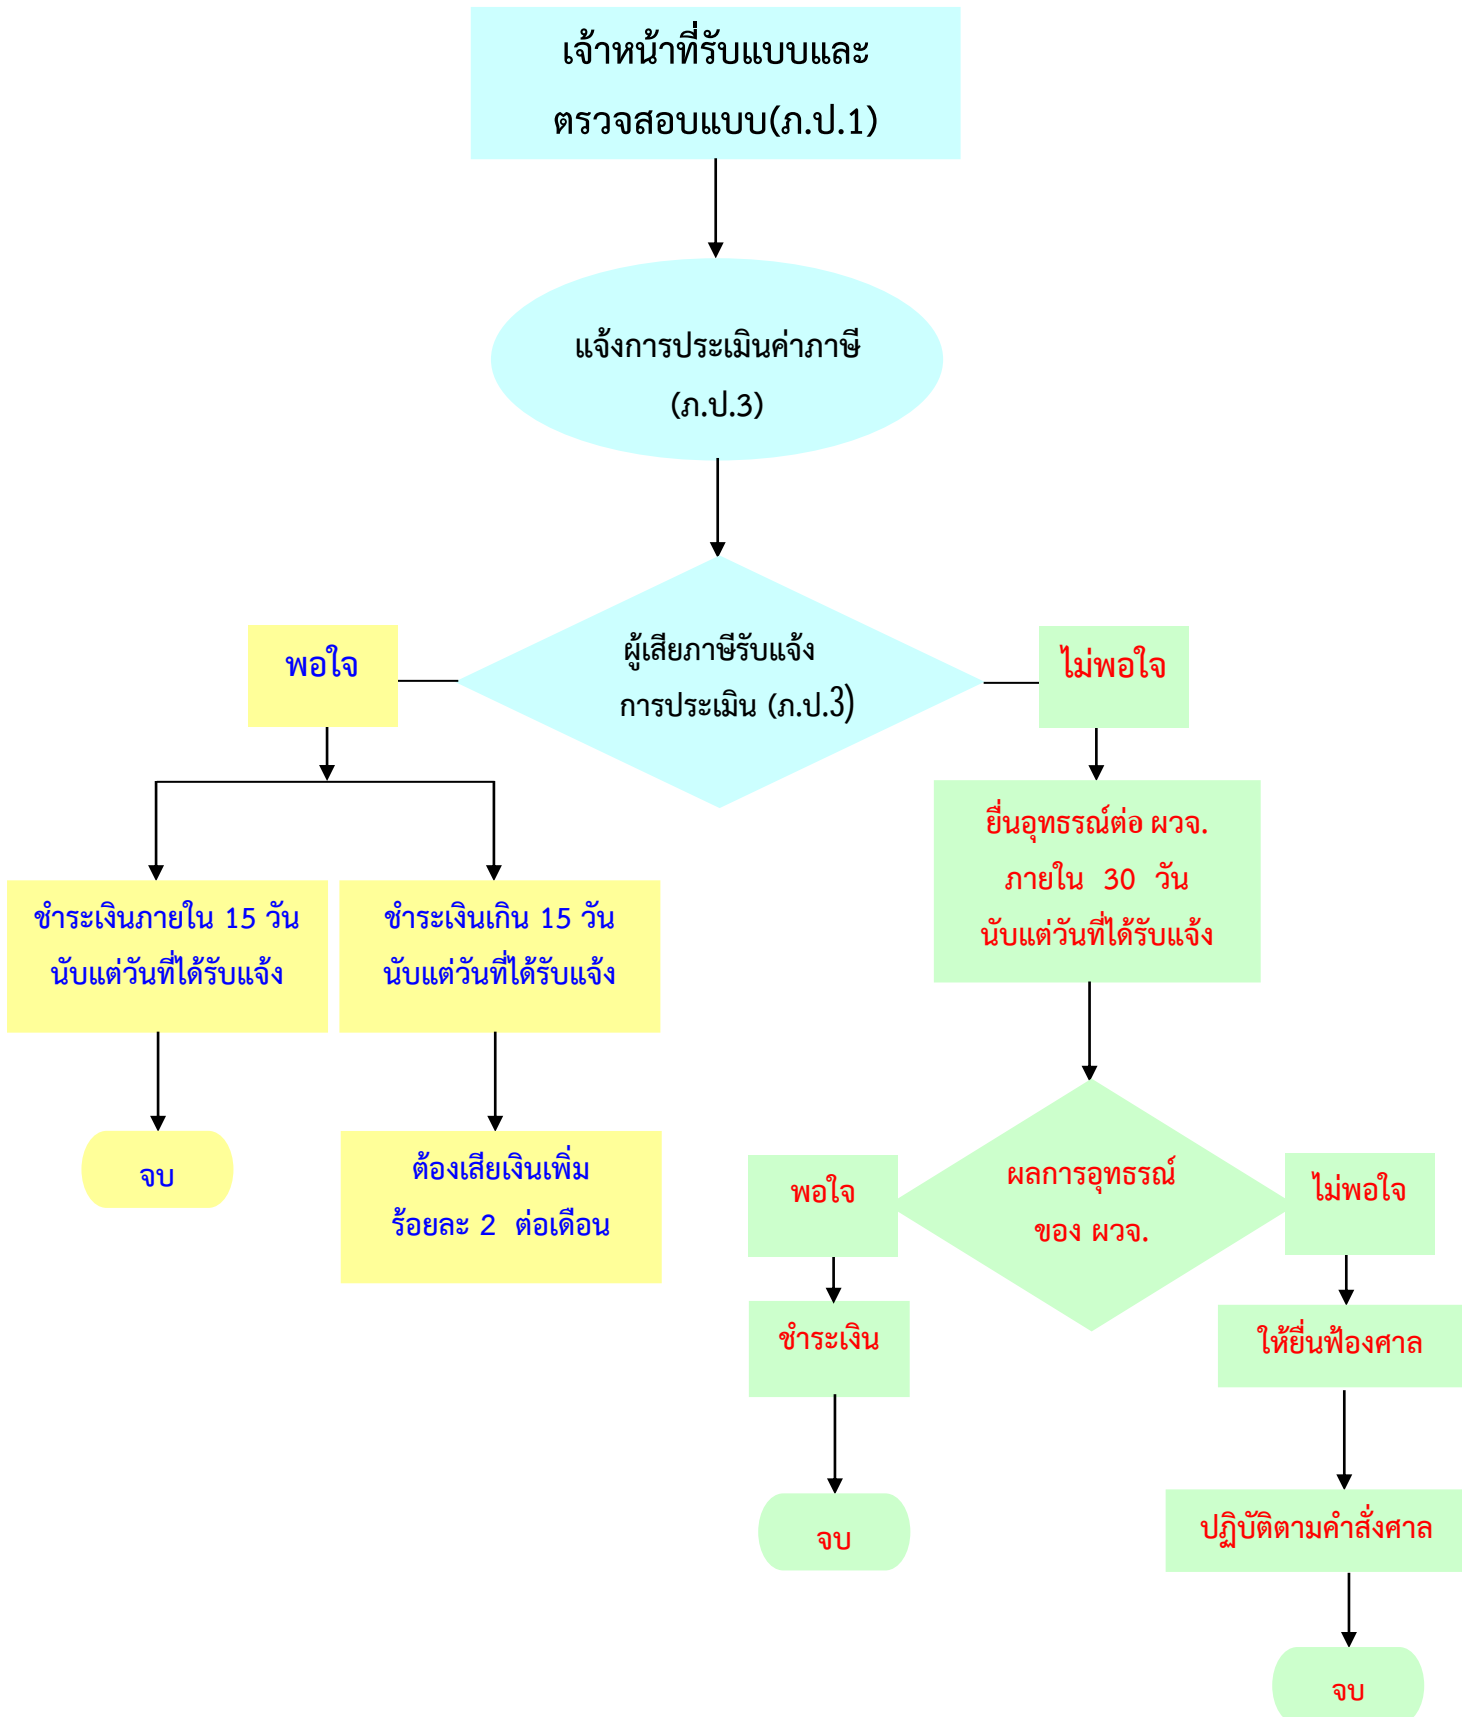 เจ้าหน้าที่รับแบบและ
ตรวจสอบแบบ(ภ.ป.1)
แจ้งการประเมินค่าภาษี
(ภ.ป.3)
ผู้เสียภาษีรับแจ้ง
การประเมิน (ภ.ป.3)
พอใจ
ไม่พอใจ
ชำระเงินภายใน 15 วัน
นับแต่วันที่ได้รับแจ้ง
ชำระเงินเกิน 15 วัน
นับแต่วันที่ได้รับแจ้ง
ยื่นอุทธรณ์ต่อ ผวจ.
ภายใน 30 วัน
นับแต่วันที่ได้รับแจ้ง
จบ
ต้องเสียเงินเพิ่ม
ร้อยละ 2 ต่อเดือน
ผลการอุทธรณ์
ของ ผวจ.
พอใจ
ไม่พอใจ
ชำระเงิน
ให้ยื่นฟ้องศาล
จบ
ปฏิบัติตามคำสั่งศาล
จบ